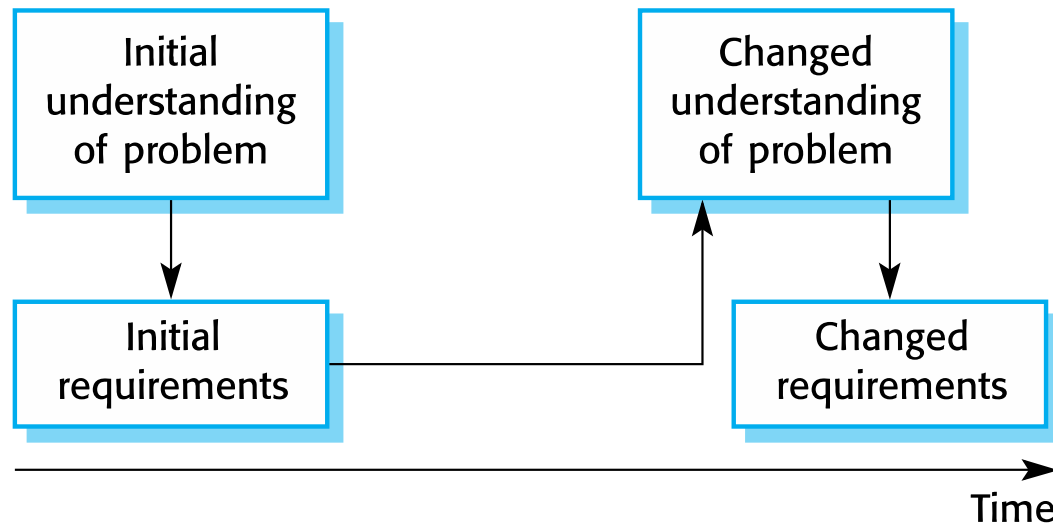 Initial
understanding
of problem
Changed
understanding
of problem
Initial
requirements
Changed
requirements
Time